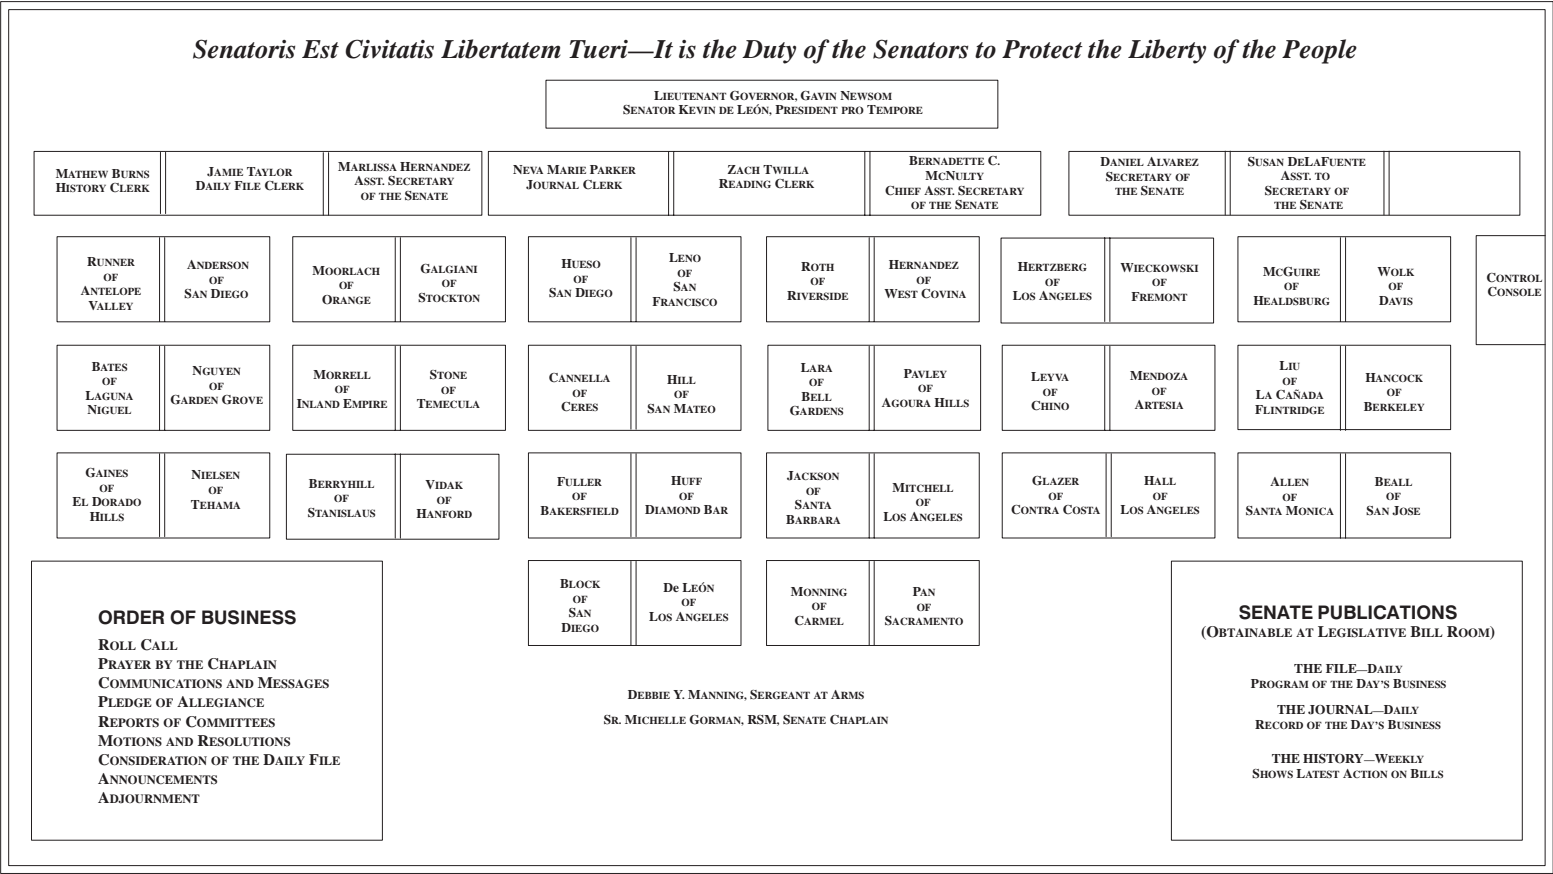 Senatoris Est Civitatis Libertatem Tueri—It is the Duty of the Senators to Protect the Liberty of the People
Lieutenant Governor, Gavin Newsom
Senator Kevin de León, President pro Tempore
Mathew Burns
History Clerk
Jamie Taylor
Daily File Clerk
Marlissa Hernandez
Asst. Secretary
of the Senate
Neva Marie Parker
Journal Clerk
Zach Twilla
Reading Clerk
Bernadette C.
McNulty
Chief Asst. Secretary
of the Senate
Daniel Alvarez
Secretary of
the Senate
Susan DeLaFuente
Asst. to
Secretary of
the Senate
Runner
of
Antelope
Valley
Anderson
of
San Diego
Moorlach
of
Orange
Galgiani
of
Stockton
Hueso
of
San Diego
Leno
of
San
Francisco
Roth
of
Riverside
Hernandez
of
West Covina
Hertzberg
of
Los Angeles
Wieckowski
of
Fremont
McGuire
of
Healdsburg
Wolk
of
Davis
Control
Console
Bates
of
Laguna
Niguel
Nguyen
of
Garden Grove
Morrell
of
Inland Empire
Stone
of
Temecula
Cannella
of
Ceres
Hill
of
San Mateo
Lara
of
Bell
Gardens
Pavley
of
Agoura Hills
Leyva
of
Chino
Mendoza
of
Artesia
Liu
of
La Cañada
Flintridge
Hancock
of
Berkeley
Gaines
of
El Dorado
Hills
Nielsen
of
Tehama
Berryhill
of
Stanislaus
Vidak
of
Hanford
Fuller
of
Bakersfield
Huff
of
Diamond Bar
Jackson
of
Santa
Barbara
Mitchell
of
Los Angeles
Glazer
of
Contra Costa
Hall
of
Los Angeles
Allen
of
Santa Monica
Beall
of
San Jose
Block
of
San
Diego
De León
of
Los Angeles
Monning
of
Carmel
Pan
of
Sacramento
ORDER OF BUSINESS
Roll Call
Prayer by the Chaplain
Communications and Messages
Pledge of Allegiance
Reports of Committees
Motions and Resolutions
Consideration of the Daily File
Announcements
Adjournment
Debbie Y. Manning, Sergeant at Arms
Sr. Michelle Gorman, RSM, Senate Chaplain
SENATE PUBLICATIONS
(Obtainable at Legislative Bill Room)
THE FILE—Daily
Program of the Day's Business
THE JOURNAL—Daily
Record of the Day's Business
THE HISTORY—Weekly
Shows Latest Action on Bills